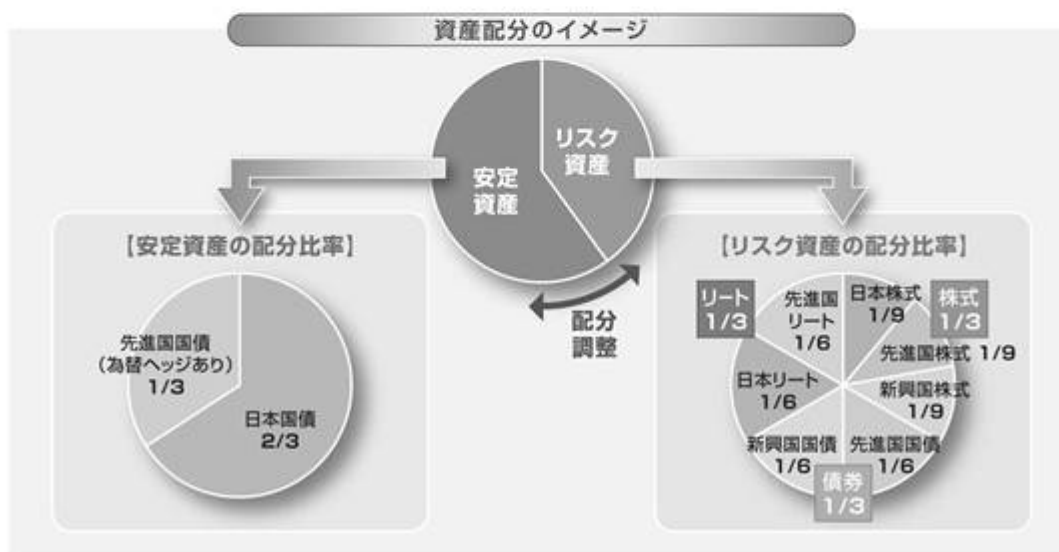 資産配分のイメージ
リスク
資産
安定
資産
配分
調整
【安定資産の配分比率】
先進国国債
（為替ヘッジあり）
1/3
日本国債
2/3
【リスク資産の配分比率】
リート
1/3
先進国
リート
1/6
日本株式
1/9
株式
1/3
先進国株式 1/9
新興国株式
1/9
日本リート
1/6
新興国国債
1/6
先進国国債
1/6
債券
1/3